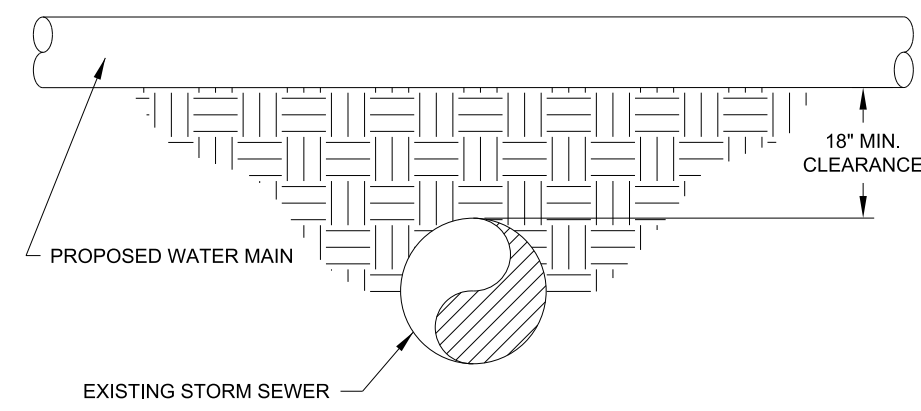 18" MIN.
CLEARANCE
PROPOSED WATER MAIN
EXISTING STORM SEWER